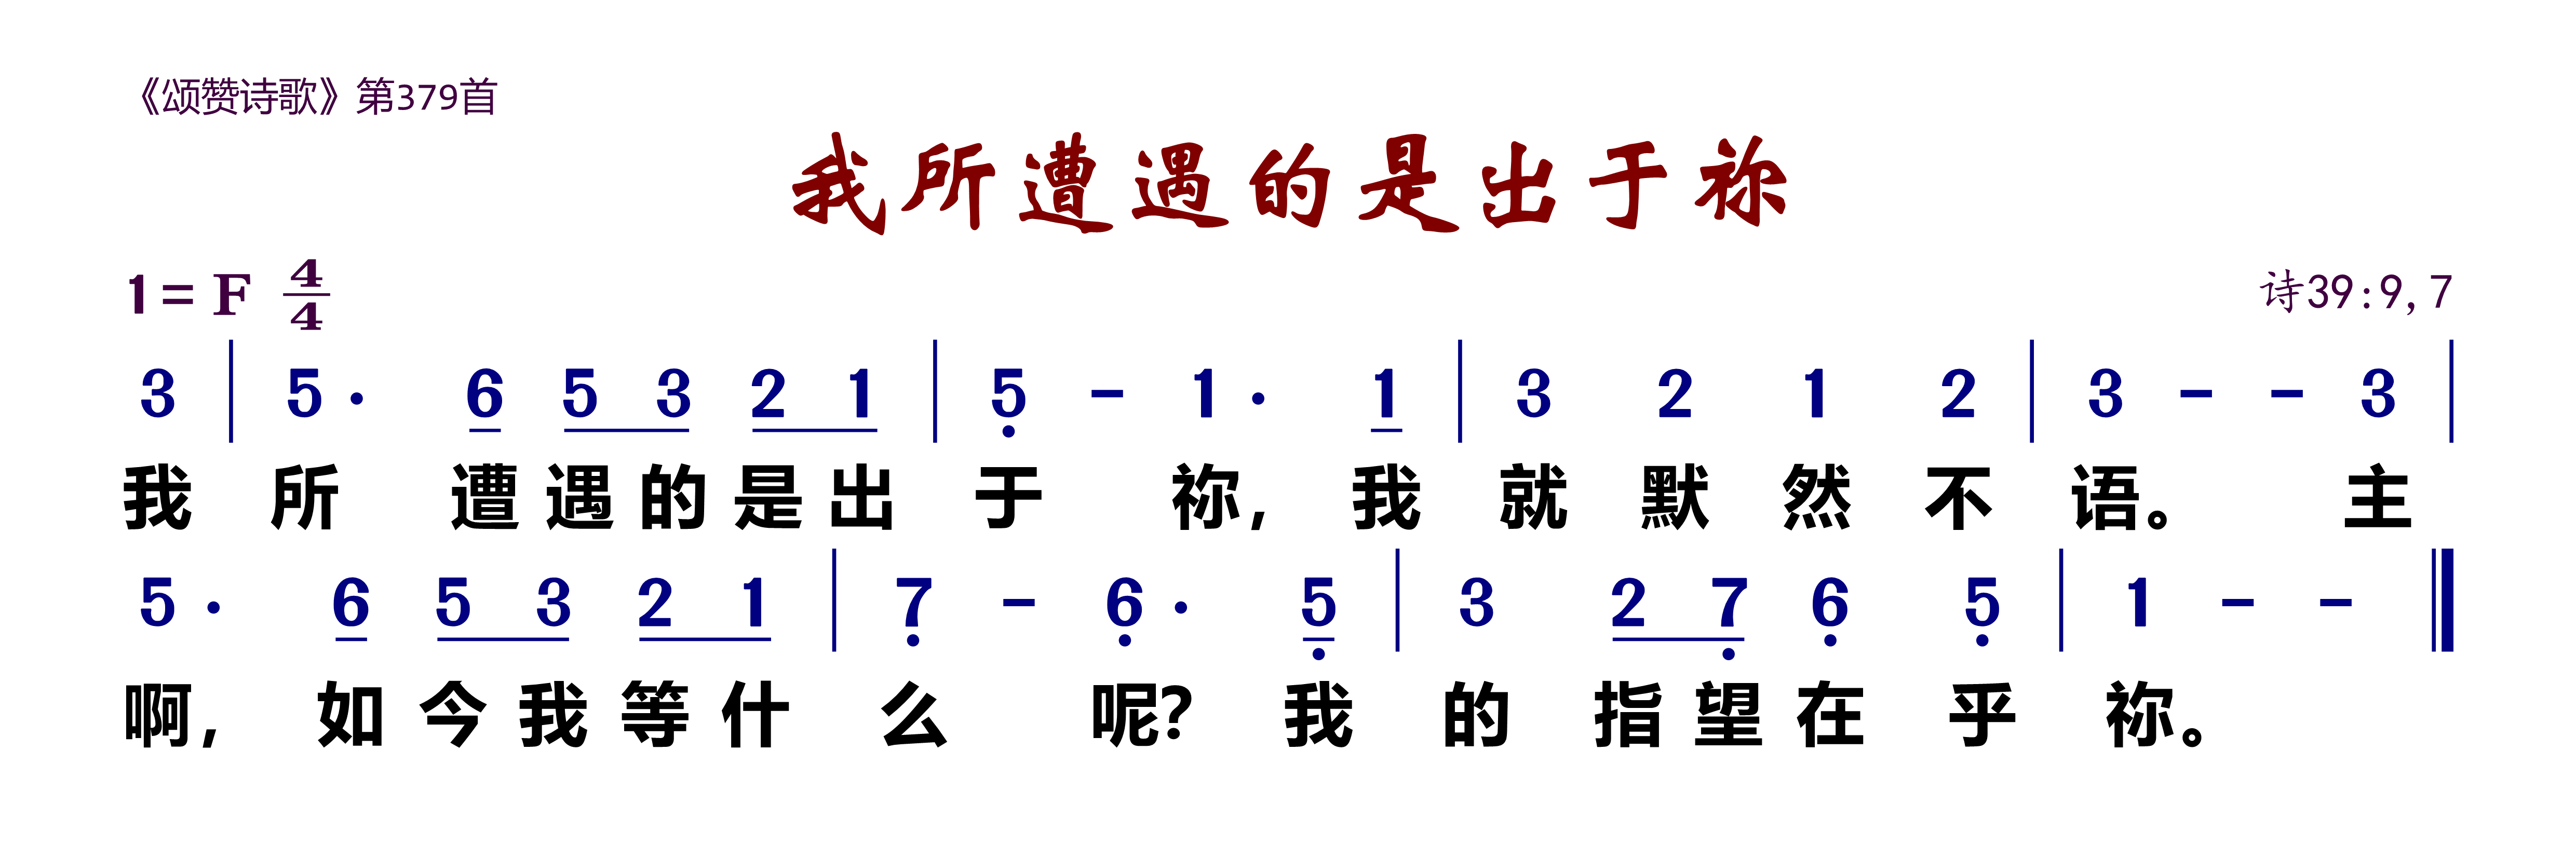 《颂赞诗歌》第379首
我所遭遇的是出于祢
1= F 4/4
诗39:9,7
3 | 5 · 6 5 3 2 1 | 5̣ - 1 · 1 | 3 2 1 2 | 3 - - 3 |
我 所 遭 遇 的 是 出 于 祢， 我 就 默 然 不 语。 主
5 · 6 5 3 2 1 | 7̣ - 6̣ · 5̣ | 3 2 7̣ 6̣ 5̣ | 1 - - ‖
啊， 如 今 我 等 什 么 呢？ 我 的 指 望 在 乎 祢。